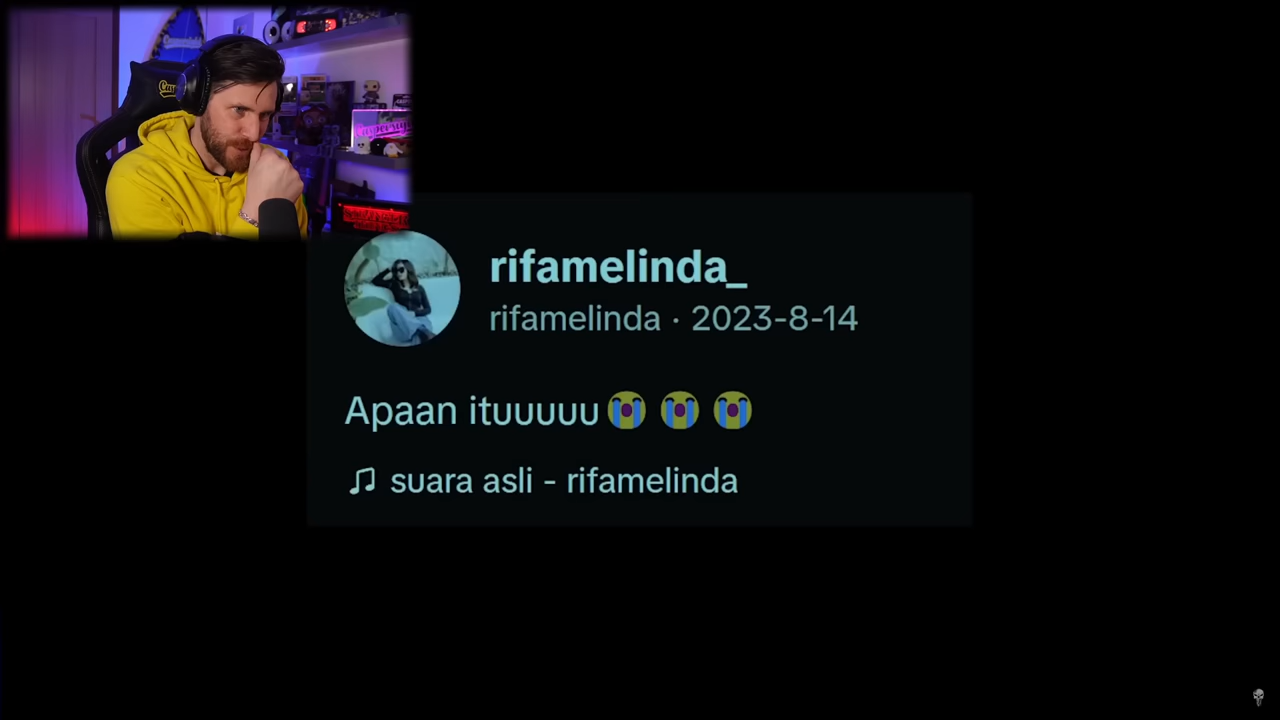 rifamelinda_
rifamelinda · 2023-8-14
Apaan ituuuuu😭 😭 😭
♫ suara asli - rifamelinda